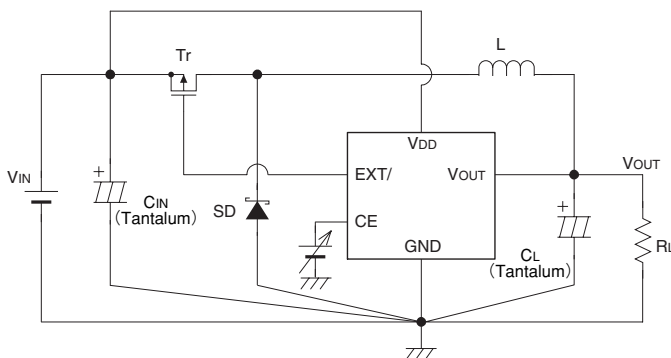 Tr
L
VIN
+
CIN
(Tantalum)
SD
VDD
EXT/
VOUT
CE
GND
+
CL
(Tantalum)
VOUT
RL